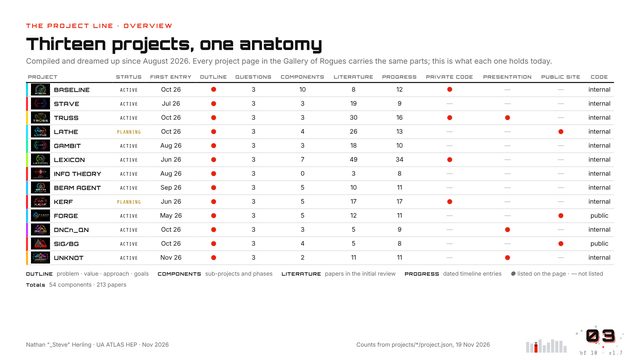 THE PROJECT LINE · OVERVIEW
Thirteen projects, one anatomy
Compiled and dreamed up since August 2026. Every project page in the Gallery of Rogues carries the same parts; this is what each one holds.
PROJECT STATUS FIRST ENTRY OUTLINE QUESTIONS COMPONENTS LITERATURE PROGRESS PRIVATE CODE PRESENTATION PUBLIC SITE CODE
BASELINE ACTIVE Oct 26 ● 3 10 8 12 ● — — internal
STAVE ACTIVE Jul 26 ● 3 3 19 9 — — — internal
TRUSS ACTIVE Oct 26 ● 3 3 30 16 ● ● — internal
LATHE PLANNING Oct 26 ● 3 4 26 13 — — ● internal
GAMBIT ACTIVE Aug 26 ● 3 3 18 10 — — — internal
LEXICON ACTIVE Jun 26 ● 3 7 49 34 ● — — internal
INFO THEORY ACTIVE Aug 26 ● 3 0 3 8 — — — internal
BEAM AGENT ACTIVE Sep 26 ● 3 5 10 11 — — — internal
KERF PLANNING Jun 26 ● 3 5 17 17 ● — — internal
FORGE ACTIVE May 26 ● 3 5 12 11 — — ● public
ONCn_QN ACTIVE Oct 26 ● 3 3 5 9 — ● — internal
SIG/BG ACTIVE Oct 26 ● 3 4 5 8 — — ● public
UNKNOT ACTIVE Nov 26 ● 3 2 11 11 — ● — internal
OUTLINE problem · value · approach · goals COMPONENTS sub-projects and phases LITERATURE papers in the initial review PROGRESS dated timeline entries ● listed on the page · — not listed
Totals 54 components · 213 papers
Nathan "_Steve" Herling · UA ATLAS HEP · Nov 2026
Counts from projects/*/project.json, 19 Nov 2026
03